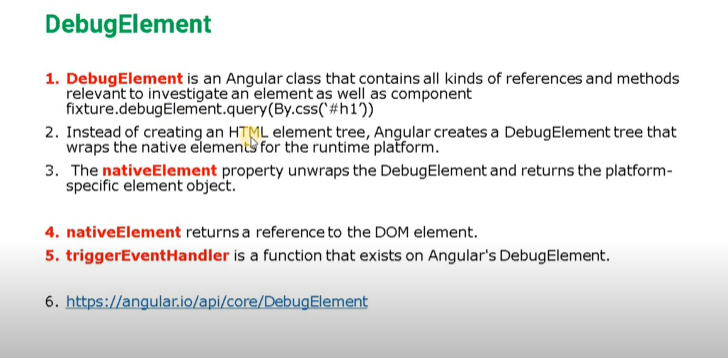 DebugElement
1. DebugElement is an Angular class that contains all kinds of references and methods
relevant to investigate an element as well as component
fixture.debugElement.query(By.css('#h1'))
2. Instead of creating an HTML element tree, Angular creates a DebugElement tree that
wraps the native elements for the runtime platform.
3. The nativeElement property unwraps the DebugElement and returns the platform-
specific element object.
4. nativeElement returns a reference to the DOM element.
5. triggerEventHandler is a function that exists on Angular's DebugElement.
6. https://angular.io/api/core/DebugElement